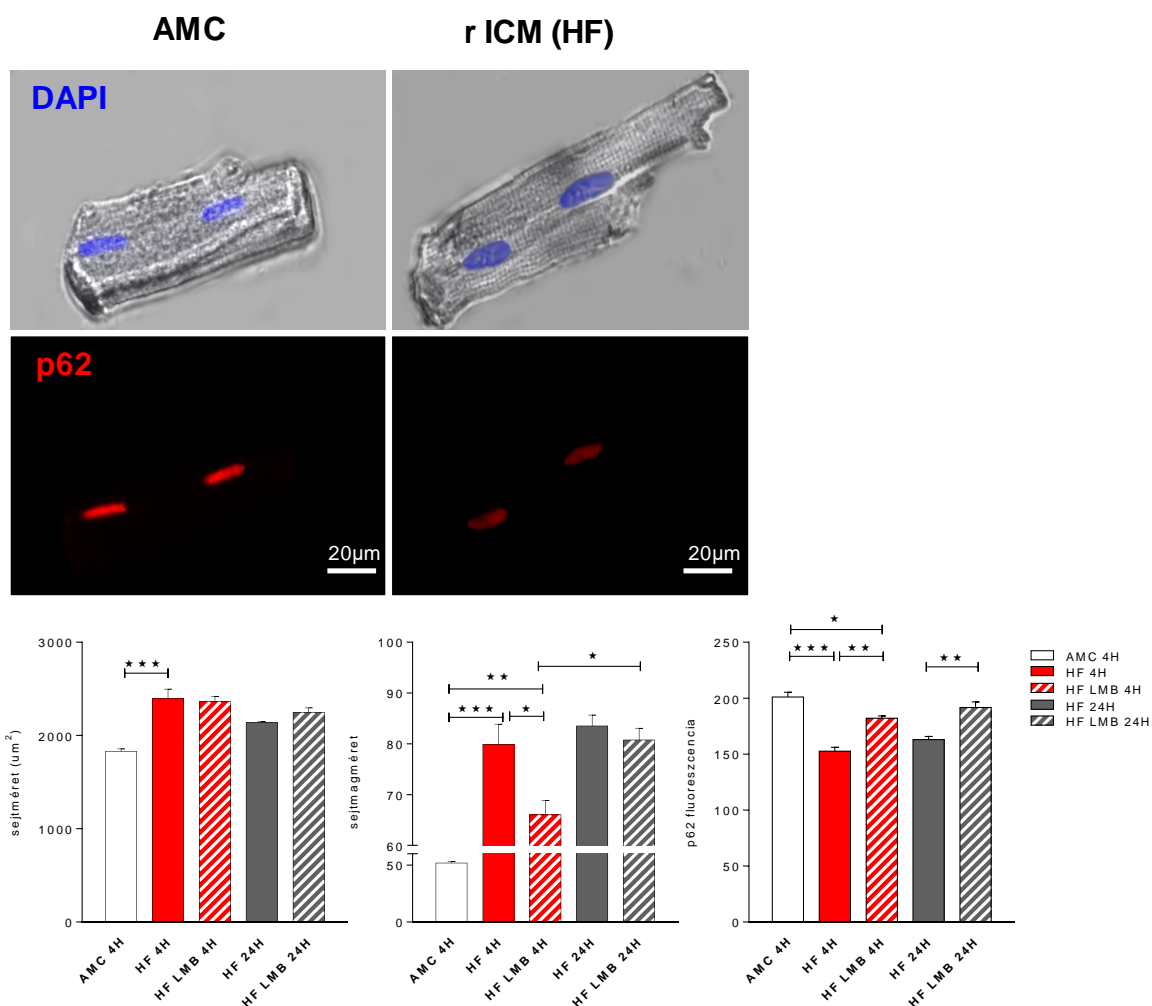 AMC
r ICM (HF)
DAPI
p62
20µm
20µm
3000
2000
1000
0
sejtméret (um²)
★★★
AMC 4H
HF 4H
HF LMB 4H
HF 24H
HF LMB 24H
100
90
80
70
60
50
0
sejtmagméret
★
★★
★★★
★
AMC 4H
HF 4H
HF LMB 4H
HF 24H
HF LMB 24H
250
200
150
100
50
0
p62 fluoreszcencia
★
★★★
★★
★★
AMC 4H
HF 4H
HF LMB 4H
HF 24H
HF LMB 24H
AMC 4H
HF 4H
HF LMB 4H
HF 24H
HF LMB 24H